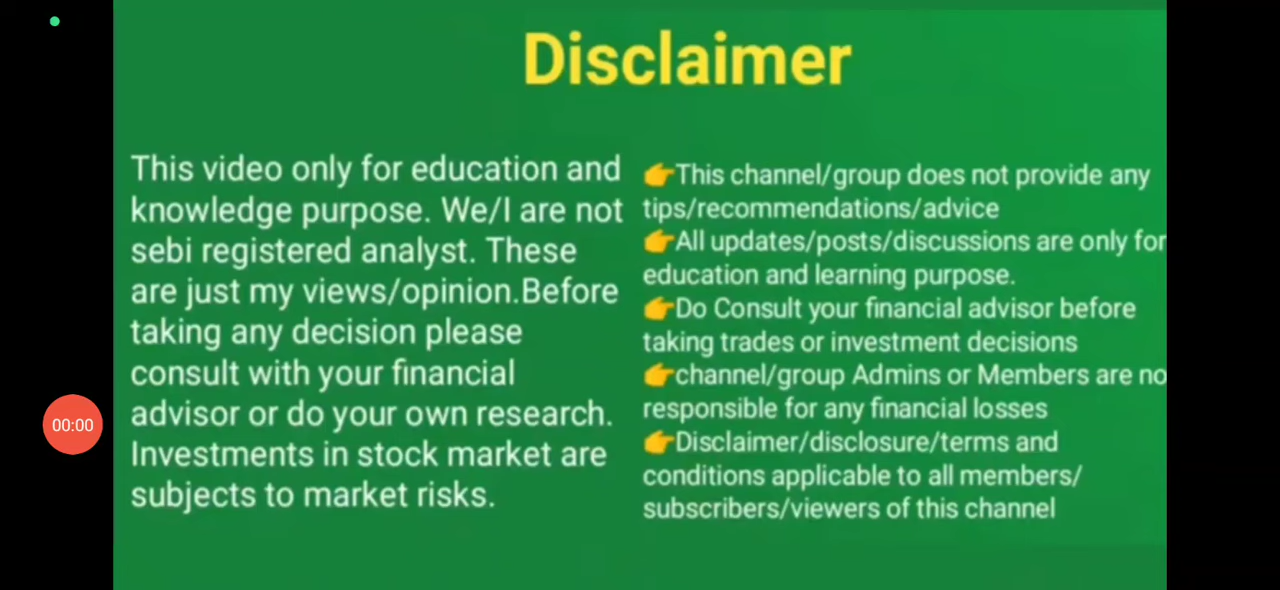 Disclaimer
This video only for education and
knowledge purpose. We/I are not
sebi registered analyst. These
are just my views/opinion.Before
taking any decision please
consult with your financial
advisor or do your own research.
Investments in stock market are
subjects to market risks.
👉This channel/group does not provide any
tips/recommendations/advice
👉All updates/posts/discussions are only for
education and learning purpose.
👉Do Consult your financial advisor before
taking trades or investment decisions
👉channel/group Admins or Members are no
responsible for any financial losses
👉Disclaimer/disclosure/terms and
conditions applicable to all members/
subscribers/viewers of this channel
00:00